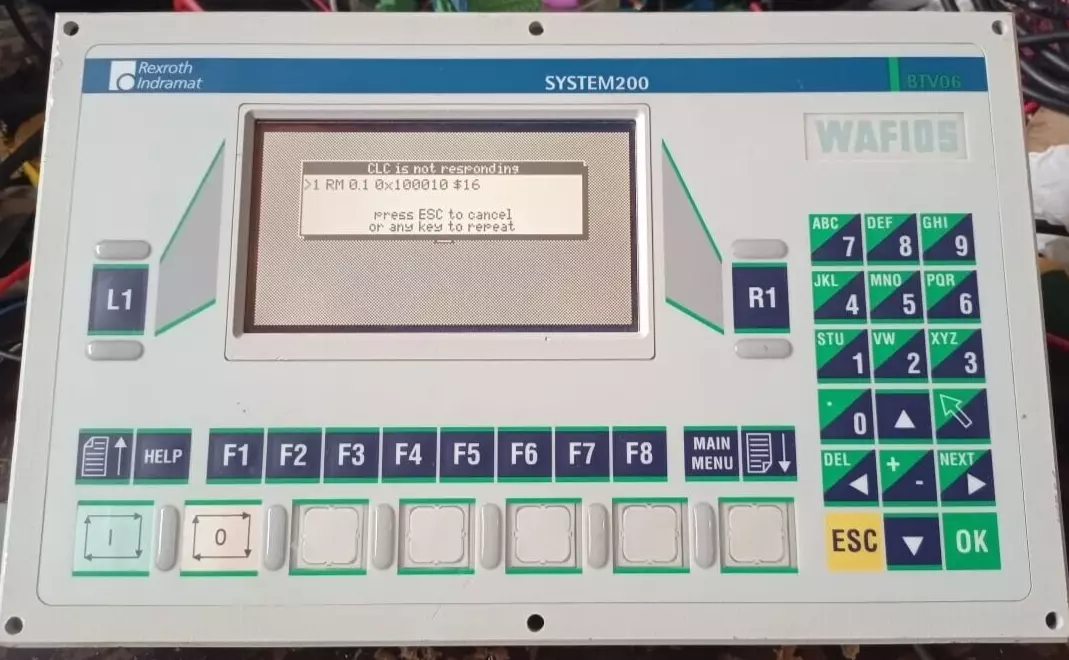 Rexroth
Indramat
SYSTEM200
BTV06
WAFIOS
CLC is not responding
>1 RM 0.1 0x100010 $16
press ESC to cancel
or any key to repeat
L1
R1
ABC 7
DEF 8
GHI 9
JKL 4
MNO 5
PQR 6
STU 1
VW 2
XYZ 3
. 0
DEL
+ -
NEXT
ESC
OK
HELP
F1
F2
F3
F4
F5
F6
F7
F8
MAIN
MENU
I
O